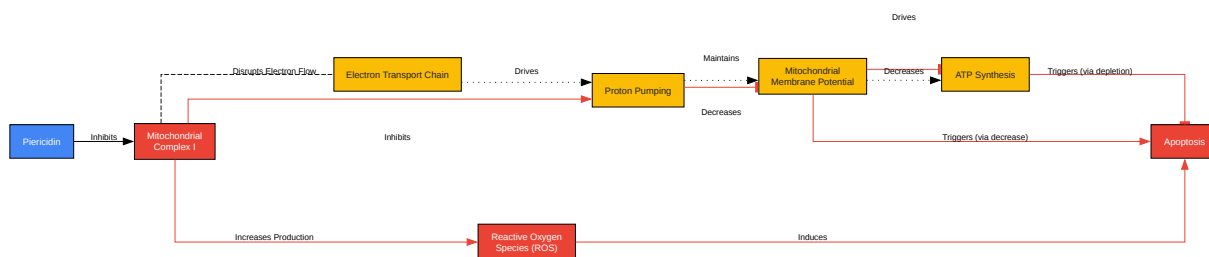 Drives
Maintains
Disrupts Electron Flow
Electron Transport Chain
Drives
Mitochondrial
Membrane Potential
Decreases
ATP Synthesis
Triggers (via depletion)
Proton Pumping
Decreases
Piericidin
Inhibits
Mitochondrial
Complex I
Inhibits
Triggers (via decrease)
Apoptosis
Increases Production
Reactive Oxygen
Species (ROS)
Induces